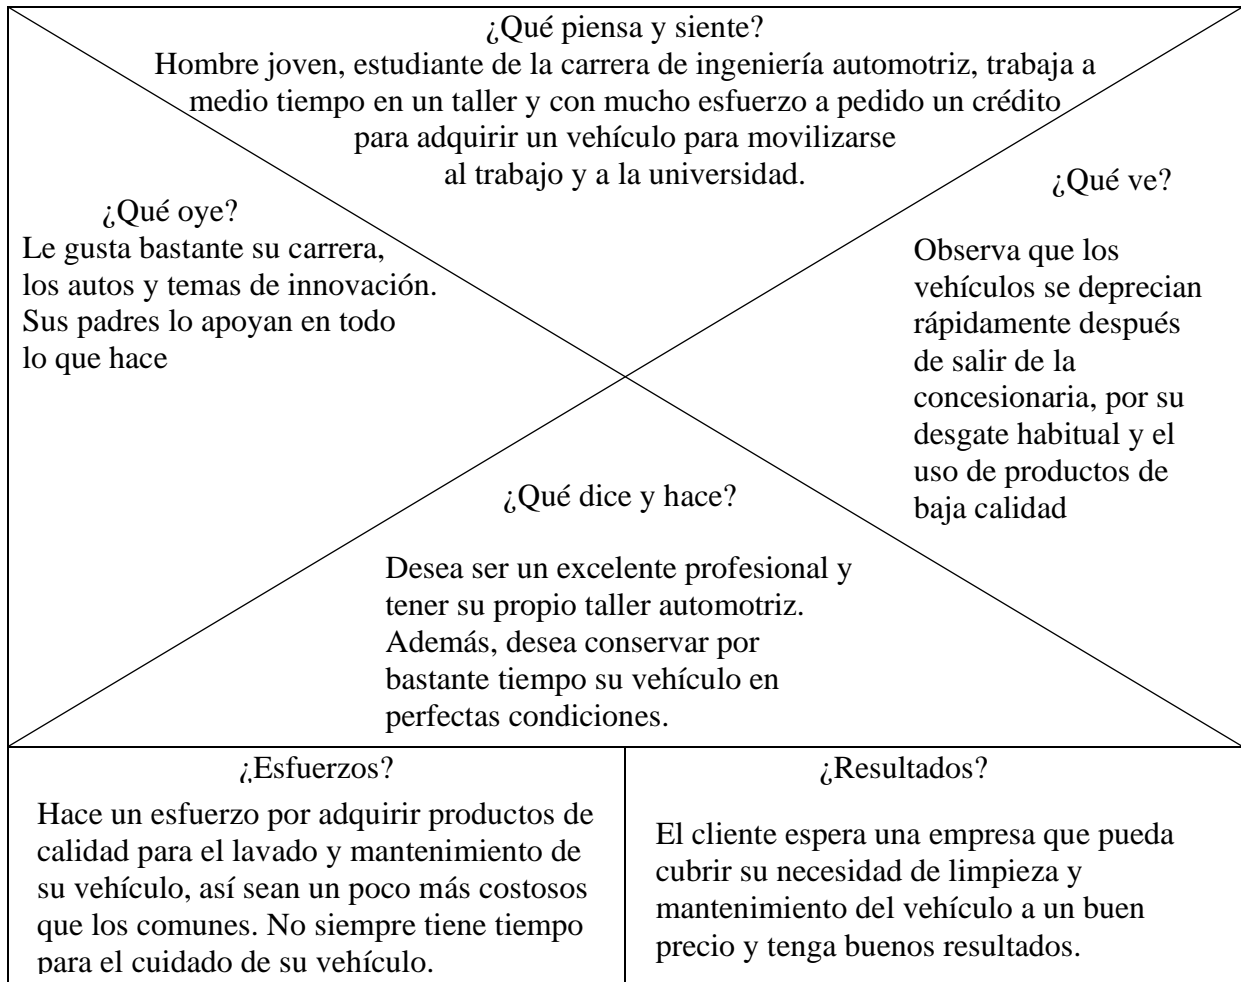 ¿Qué piensa y siente?
Hombre joven, estudiante de la carrera de ingeniería automotriz, trabaja a
medio tiempo en un taller y con mucho esfuerzo a pedido un crédito
para adquirir un vehículo para movilizarse
al trabajo y a la universidad.
¿Qué oye?
Le gusta bastante su carrera,
los autos y temas de innovación.
Sus padres lo apoyan en todo
lo que hace
¿Qué ve?
Observa que los
vehículos se deprecian
rápidamente después
de salir de la
concesionaria, por su
desgate habitual y el
uso de productos de
baja calidad
¿Qué dice y hace?
Desea ser un excelente profesional y
tener su propio taller automotriz.
Además, desea conservar por
bastante tiempo su vehículo en
perfectas condiciones.
¿Esfuerzos?
Hace un esfuerzo por adquirir productos de
calidad para el lavado y mantenimiento de
su vehículo, así sean un poco más costosos
que los comunes. No siempre tiene tiempo
para el cuidado de su vehículo.
¿Resultados?
El cliente espera una empresa que pueda
cubrir su necesidad de limpieza y
mantenimiento del vehículo a un buen
precio y tenga buenos resultados.